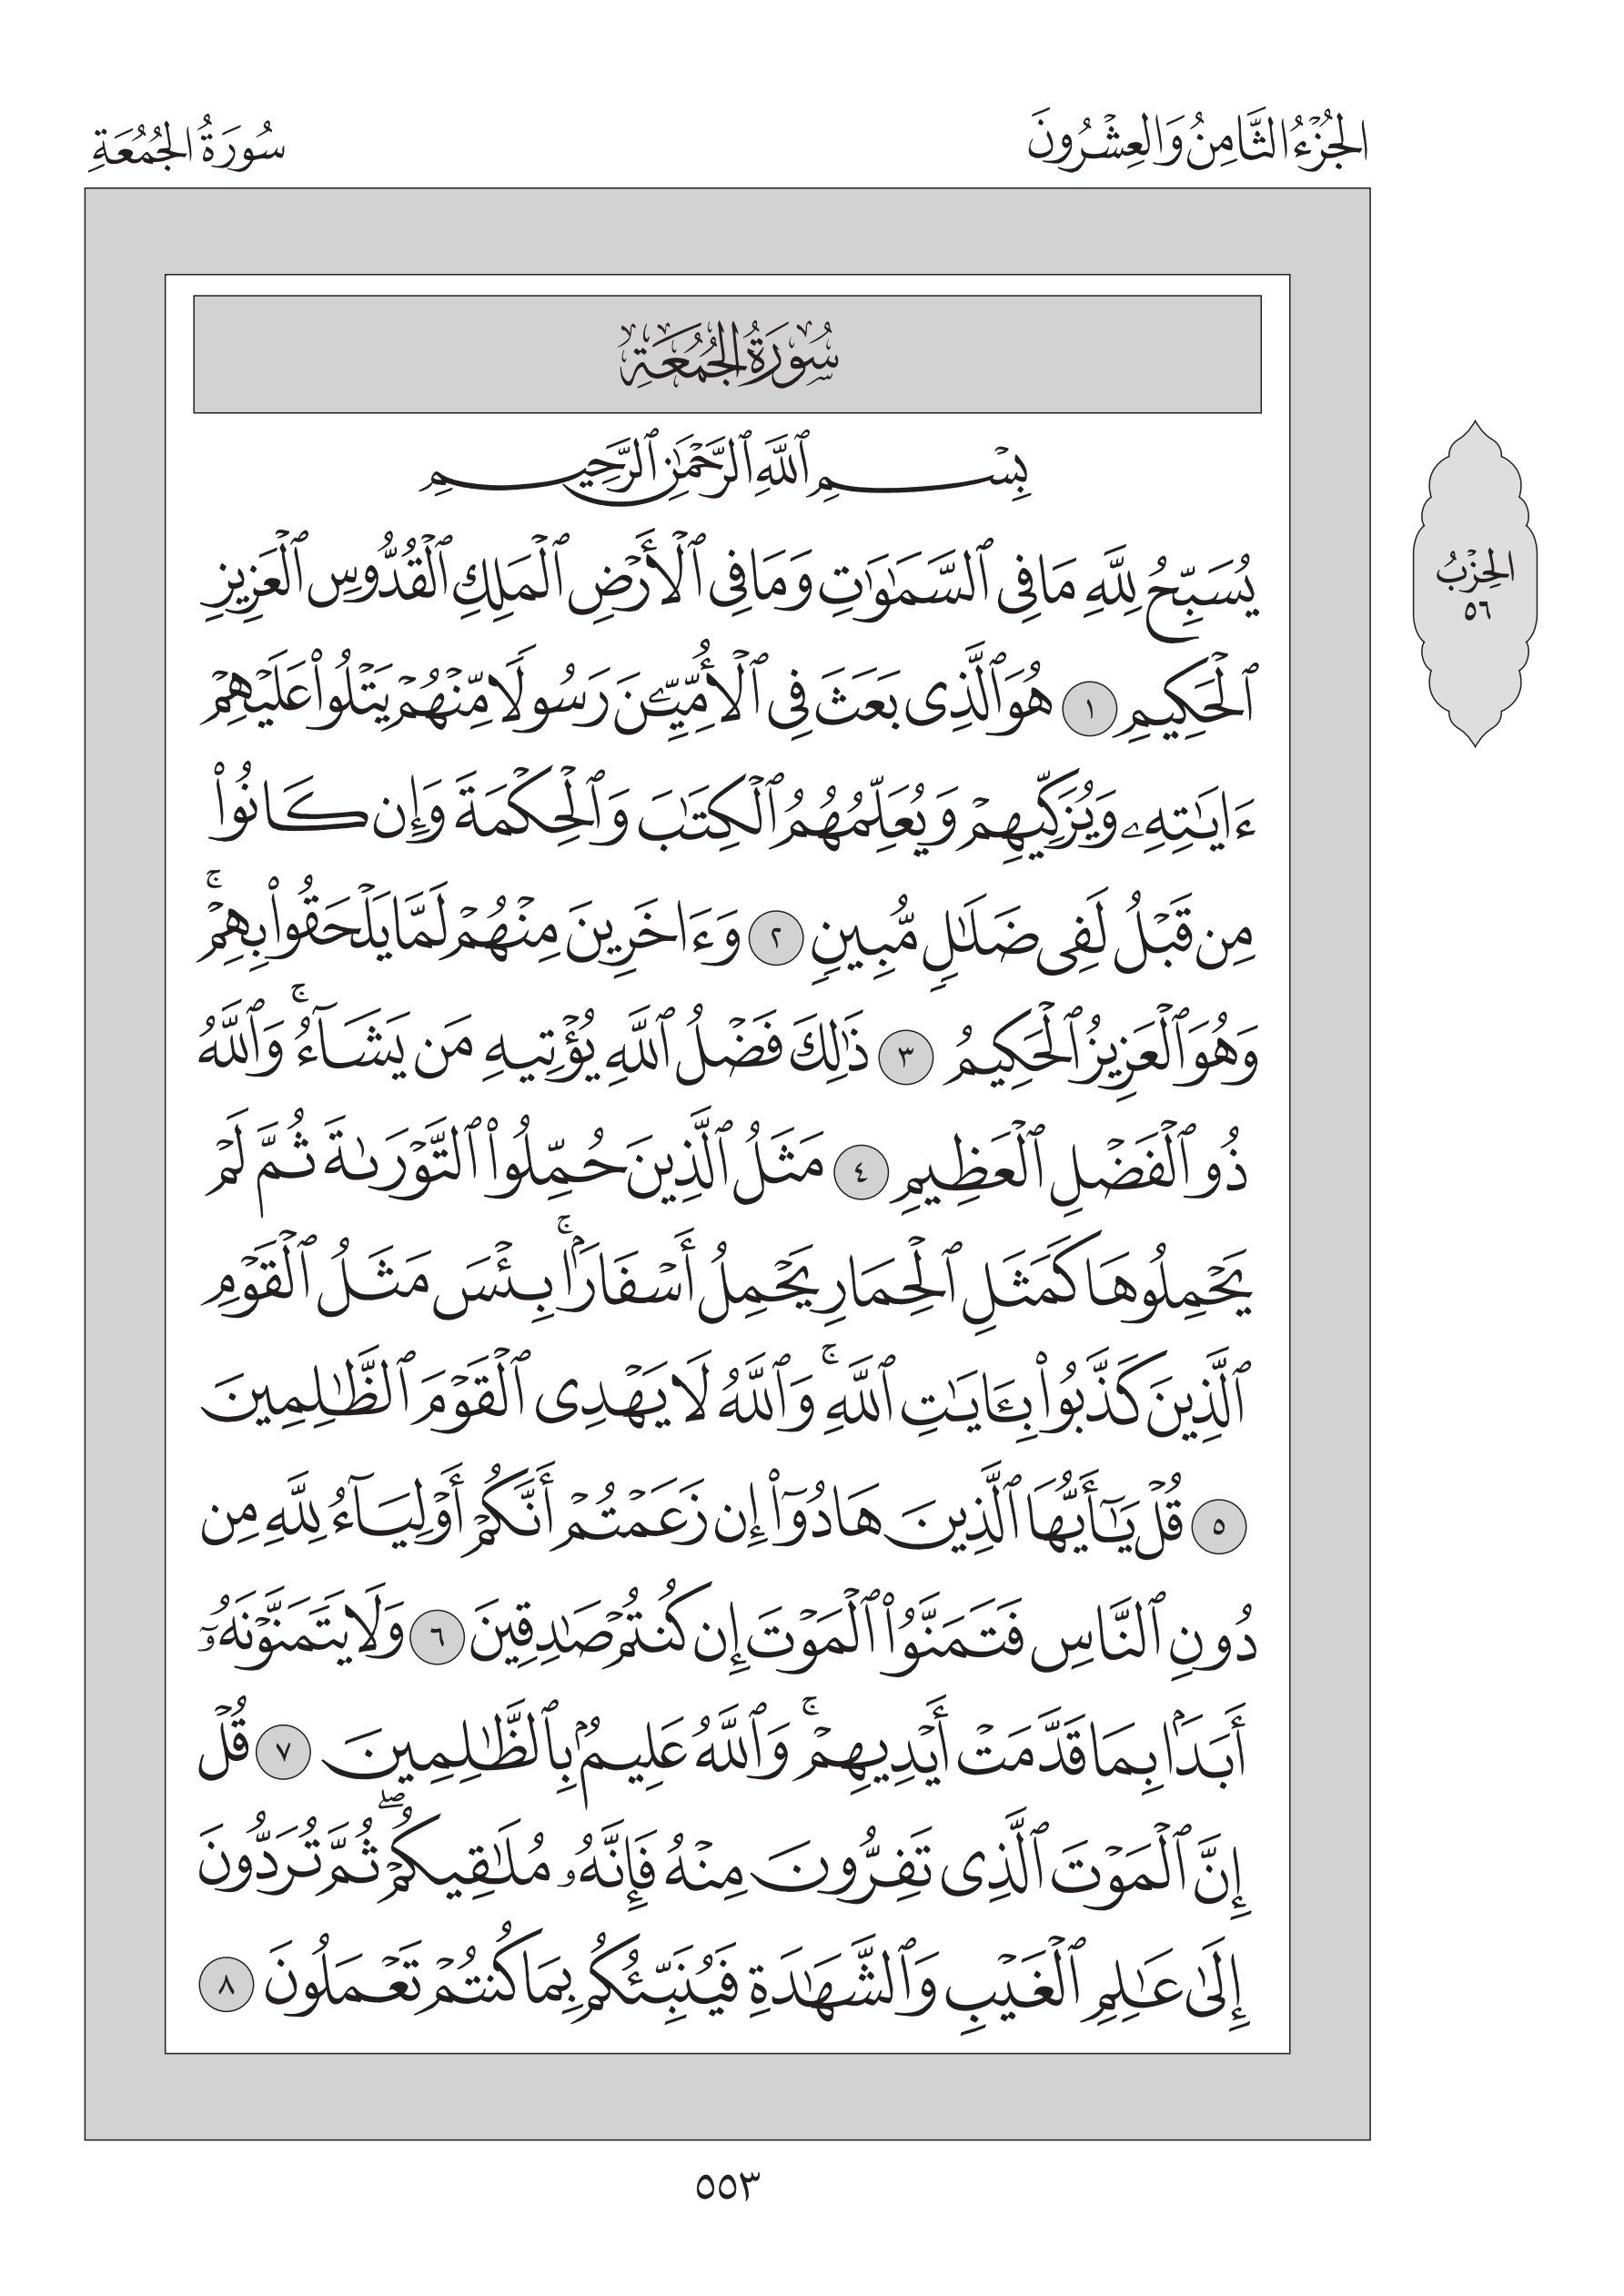 الجُزْءُ الثَّامِنُ وَالعِشْرُونَ
سُورَةُ الجُمُعَةِ
سُورَةُ الجُمُعَةِ
بِسْمِ ٱللَّهِ ٱلرَّحْمَٰنِ ٱلرَّحِيمِ
الحِزْبُ
٥٦
يُسَبِّحُ لِلَّهِ مَا فِي ٱلسَّمَٰوَٰتِ وَمَا فِي ٱلْأَرْضِ ٱلْمَلِكِ ٱلْقُدُّوسِ ٱلْعَزِيزِ
ٱلْحَكِيمِ ١ هُوَ ٱلَّذِي بَعَثَ فِي ٱلْأُمِّيِّـۧنَ رَسُولًا مِّنْهُمْ يَتْلُوا۟ عَلَيْهِمْ
ءَايَٰتِهِۦ وَيُزَكِّيهِمْ وَيُعَلِّمُهُمُ ٱلْكِتَٰبَ وَٱلْحِكْمَةَ وَإِن كَانُوا۟
مِن قَبْلُ لَفِي ضَلَٰلٍ مُّبِينٍ ٢ وَءَاخَرِينَ مِنْهُمْ لَمَّا يَلْحَقُوا۟ بِهِمْ ۚ
وَهُوَ ٱلْعَزِيزُ ٱلْحَكِيمُ ٣ ذَٰلِكَ فَضْلُ ٱللَّهِ يُؤْتِيهِ مَن يَشَآءُ ۚ وَٱللَّهُ
ذُو ٱلْفَضْلِ ٱلْعَظِيمِ ٤ مَثَلُ ٱلَّذِينَ حُمِّلُوا۟ ٱلتَّوْرَىٰةَ ثُمَّ لَمْ
يَحْمِلُوهَا كَمَثَلِ ٱلْحِمَارِ يَحْمِلُ أَسْفَارَۢا ۚ بِئْسَ مَثَلُ ٱلْقَوْمِ
ٱلَّذِينَ كَذَّبُوا۟ بِـَٔايَٰتِ ٱللَّهِ ۚ وَٱللَّهُ لَا يَهْدِي ٱلْقَوْمَ ٱلظَّٰلِمِينَ
٥ قُلْ يَٰٓأَيُّهَا ٱلَّذِينَ هَادُوٓا۟ إِن زَعَمْتُمْ أَنَّكُمْ أَوْلِيَآءُ لِلَّهِ مِن
دُونِ ٱلنَّاسِ فَتَمَنَّوُا۟ ٱلْمَوْتَ إِن كُنتُمْ صَٰدِقِينَ ٦ وَلَا يَتَمَنَّوْنَهُۥٓ
أَبَدَۢا بِمَا قَدَّمَتْ أَيْدِيهِمْ ۚ وَٱللَّهُ عَلِيمُۢ بِٱلظَّٰلِمِينَ ٧ قُلْ
إِنَّ ٱلْمَوْتَ ٱلَّذِي تَفِرُّونَ مِنْهُ فَإِنَّهُۥ مُلَٰقِيكُمْ ۖ ثُمَّ تُرَدُّونَ
إِلَىٰ عَٰلِمِ ٱلْغَيْبِ وَٱلشَّهَٰدَةِ فَيُنَبِّئُكُم بِمَا كُنتُمْ تَعْمَلُونَ ٨
٥٥٣